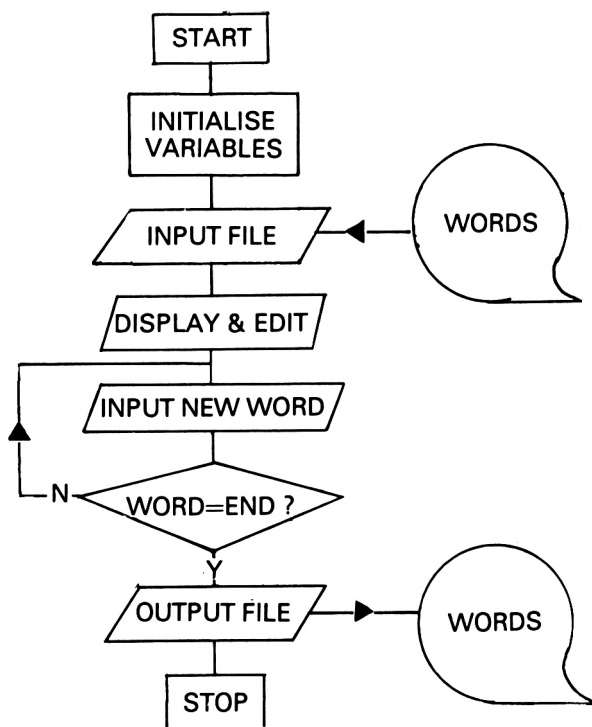 START
INITIALISE
VARIABLES
INPUT FILE
WORDS
DISPLAY & EDIT
INPUT NEW WORD
N
WORD=END ?
Y
OUTPUT FILE
WORDS
STOP